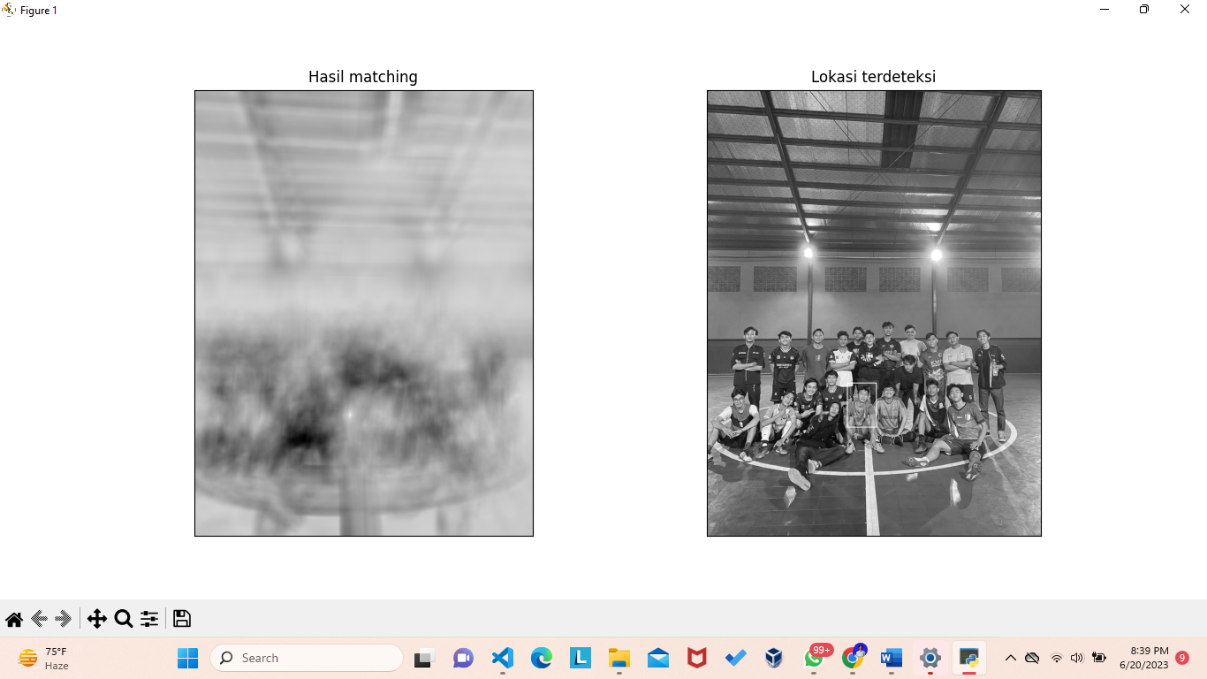 Figure 1
Hasil matching
Lokasi terdeteksi
75°F
Haze
Search
99+
8:39 PM
6/20/2023
9